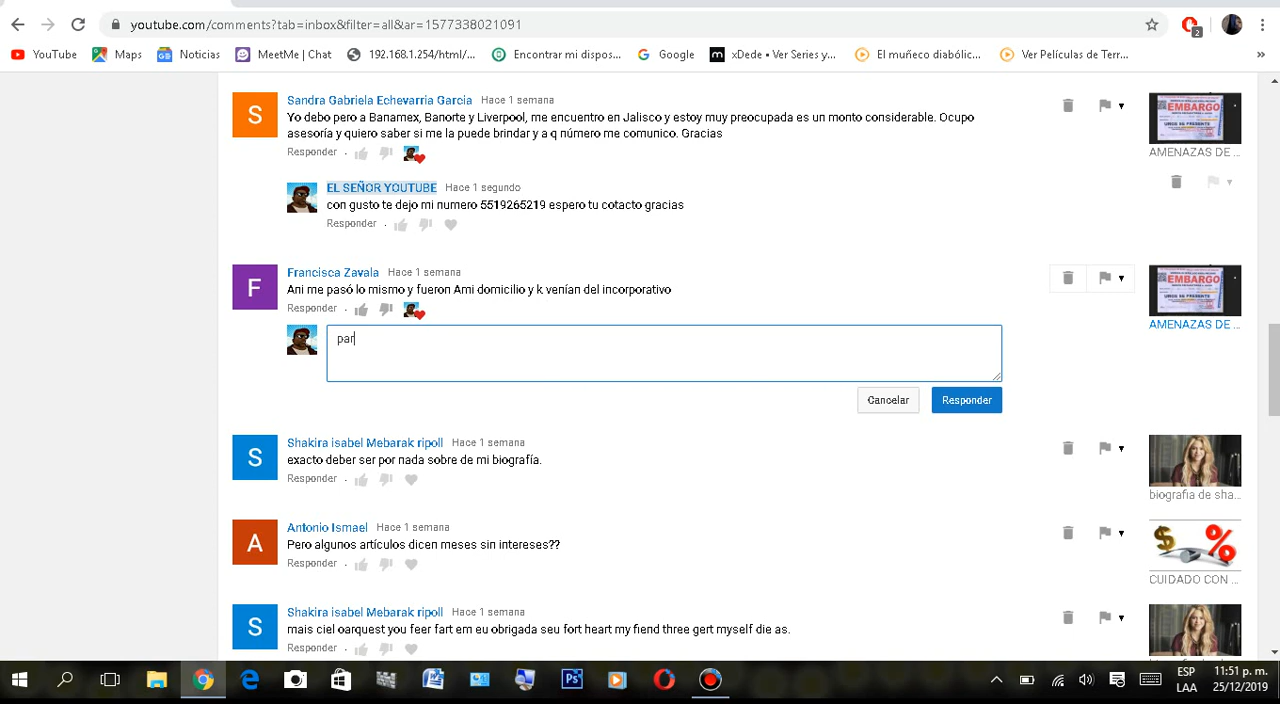 youtube.com/comments?tab=inbox&filter=all&ar=1577338021091
2
YouTube
Maps
Noticias
MeetMe | Chat
192.168.1.254/html/...
Encontrar mi dispos...
Google
xDede • Ver Series y...
El muñeco diabólic...
Ver Películas de Terr...
»
S
Sandra Gabriela Echevarria Garcia Hace 1 semana
Yo debo pero a Banamex, Banorte y Liverpool, me encuentro en Jalisco y estoy muy preocupada es un monto considerable. Ocupo
asesoría y quiero saber si me la puede brindar y a q número me comunico. Gracias
Responder
EMBARGO
AMENAZAS DE ...
EL SEÑOR YOUTUBE Hace 1 segundo
con gusto te dejo mi numero 5519265219 espero tu cotacto gracias
Responder
F
Francisca Zavala Hace 1 semana
Ami me pasó lo mismo y fueron Ami domicilio y k venían del incorporativo
Responder
EMBARGO
AMENAZAS DE ...
par
Cancelar
Responder
S
Shakira isabel Mebarak ripoll Hace 1 semana
exacto deber ser por nada sobre de mi biografía.
Responder
biografia de sha...
A
Antonio Ismael Hace 1 semana
Pero algunos artículos dicen meses sin intereses??
Responder
$ %
CUIDADO CON ...
S
Shakira isabel Mebarak ripoll Hace 1 semana
mais ciel oarquest you feer fart em eu obrigada seu fort heart my fiend three gert myself die as.
Responder
ESP
LAA
11:51 p. m.
25/12/2019